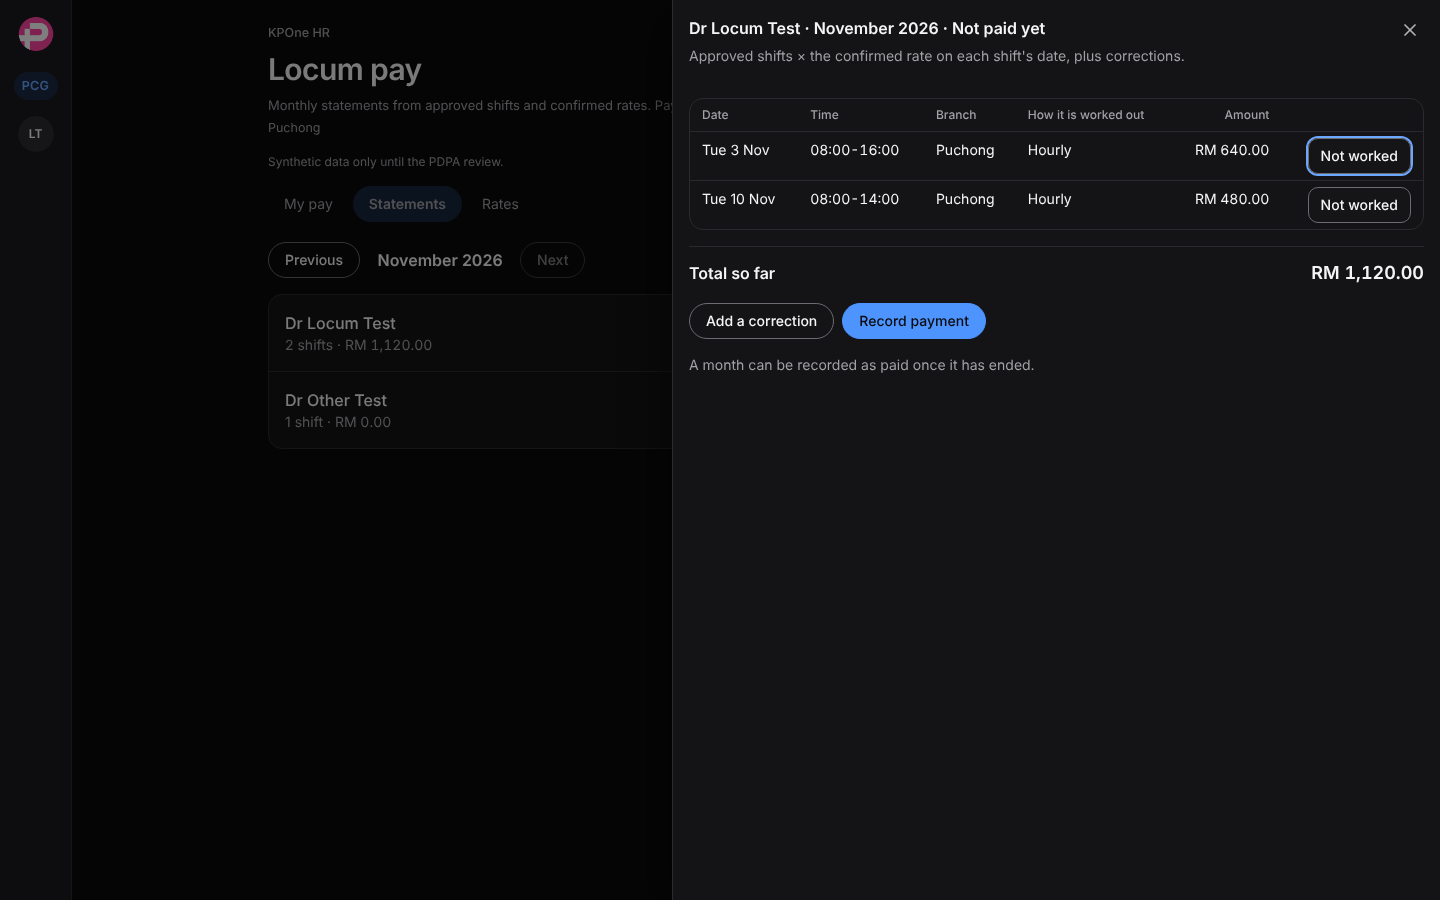 PCG
LT
KPOne HR
Locum pay
Monthly statements from approved shifts and confirmed rates.
Puchong
Synthetic data only until the PDPA review.
My pay
Statements
Rates
Previous
November 2026
Next
Dr Locum Test
2 shifts · RM 1,120.00
Dr Other Test
1 shift · RM 0.00
Dr Locum Test · November 2026 · Not paid yet
Approved shifts × the confirmed rate on each shift's date, plus corrections.
Date Time Branch How it is worked out Amount
Tue 3 Nov 08:00-16:00 Puchong Hourly RM 640.00 Not worked
Tue 10 Nov 08:00-14:00 Puchong Hourly RM 480.00 Not worked
Total so far RM 1,120.00
Add a correction
Record payment
A month can be recorded as paid once it has ended.